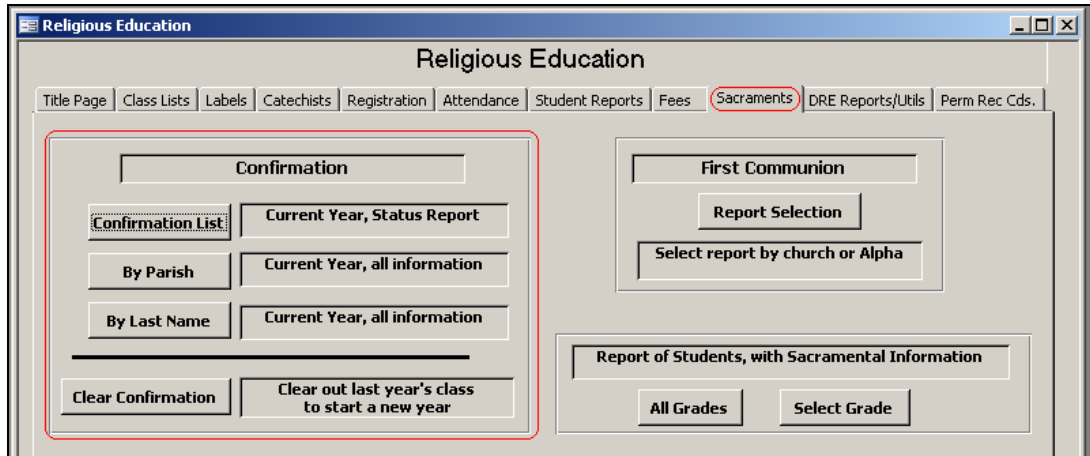 Religious Education
Religious Education
Title Page Class Lists Labels Catechists Registration Attendance Student Reports Fees Sacraments DRE Reports/Utils Perm Rec Cds.
Confirmation
Confirmation List
Current Year, Status Report
By Parish
Current Year, all information
By Last Name
Current Year, all information
Clear Confirmation
Clear out last year's class
to start a new year
First Communion
Report Selection
Select report by church or Alpha
Report of Students, with Sacramental Information
All Grades Select Grade